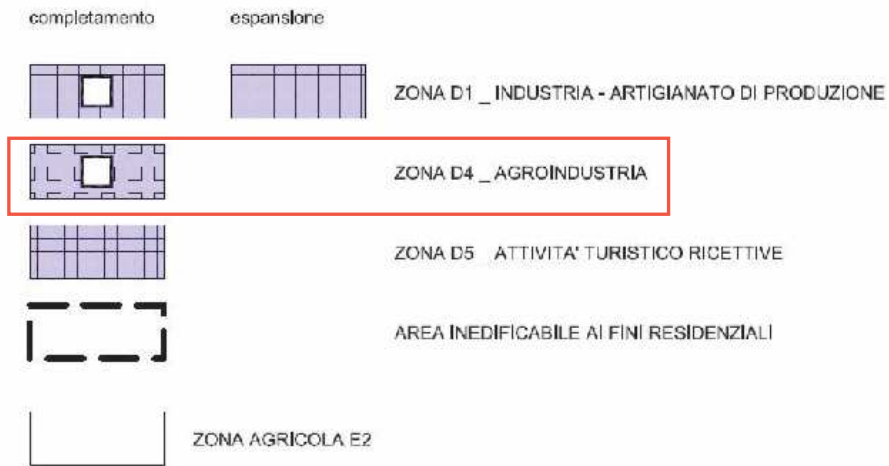 completamento espansione
ZONA D1 _ INDUSTRIA - ARTIGIANATO DI PRODUZIONE
ZONA D4 _ AGROINDUSTRIA
ZONA D5 _ ATTIVITA' TURISTICO RICETTIVE
AREA INEDIFICABILE AI FINI RESIDENZIALI
ZONA AGRICOLA E2